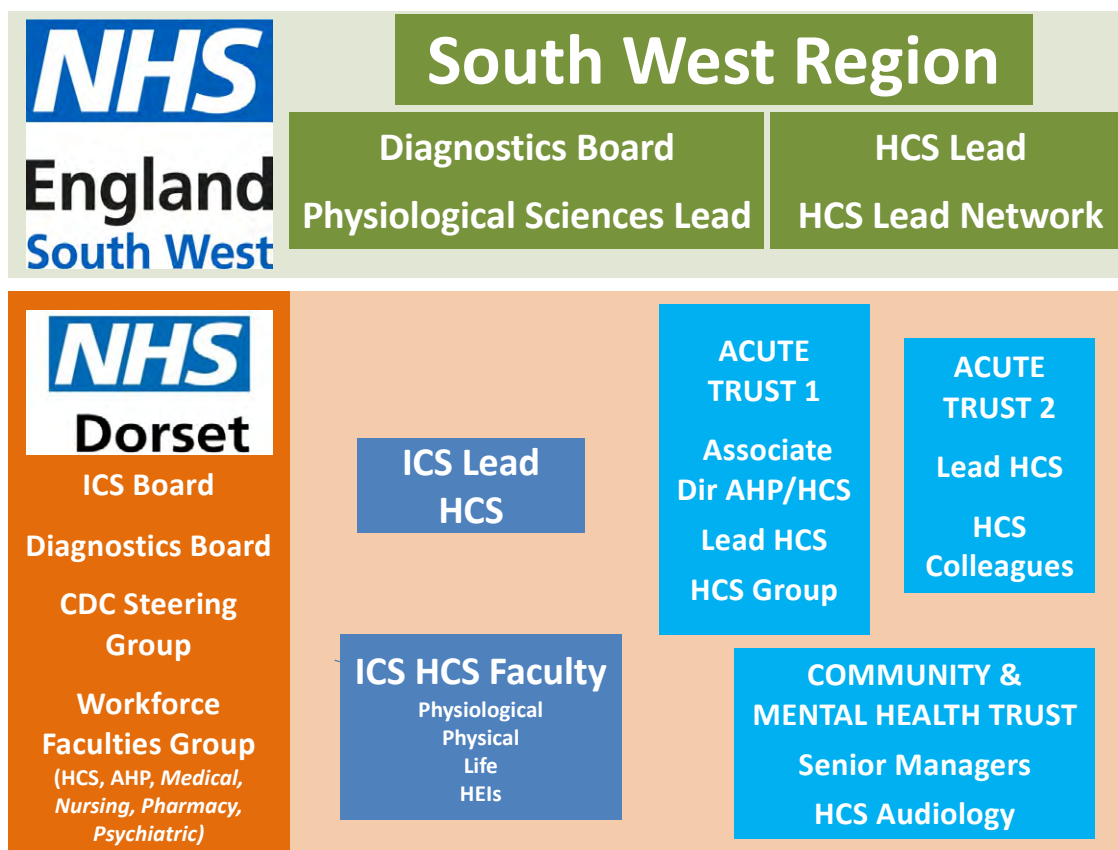 NHS
England
South West
South West Region
Diagnostics Board
Physiological Sciences Lead
HCS Lead
HCS Lead Network
NHS
Dorset
ICS Board
Diagnostics Board
CDC Steering
Group
Workforce
Faculties Group
(HCS, AHP, Medical,
Nursing, Pharmacy,
Psychiatric)
ICS Lead
HCS
ICS HCS Faculty
Physiological
Physical
Life
HEIs
ACUTE
TRUST 1
Associate
Dir AHP/HCS
Lead HCS
HCS Group
ACUTE
TRUST 2
Lead HCS
HCS
Colleagues
COMMUNITY &
MENTAL HEALTH TRUST
Senior Managers
HCS Audiology